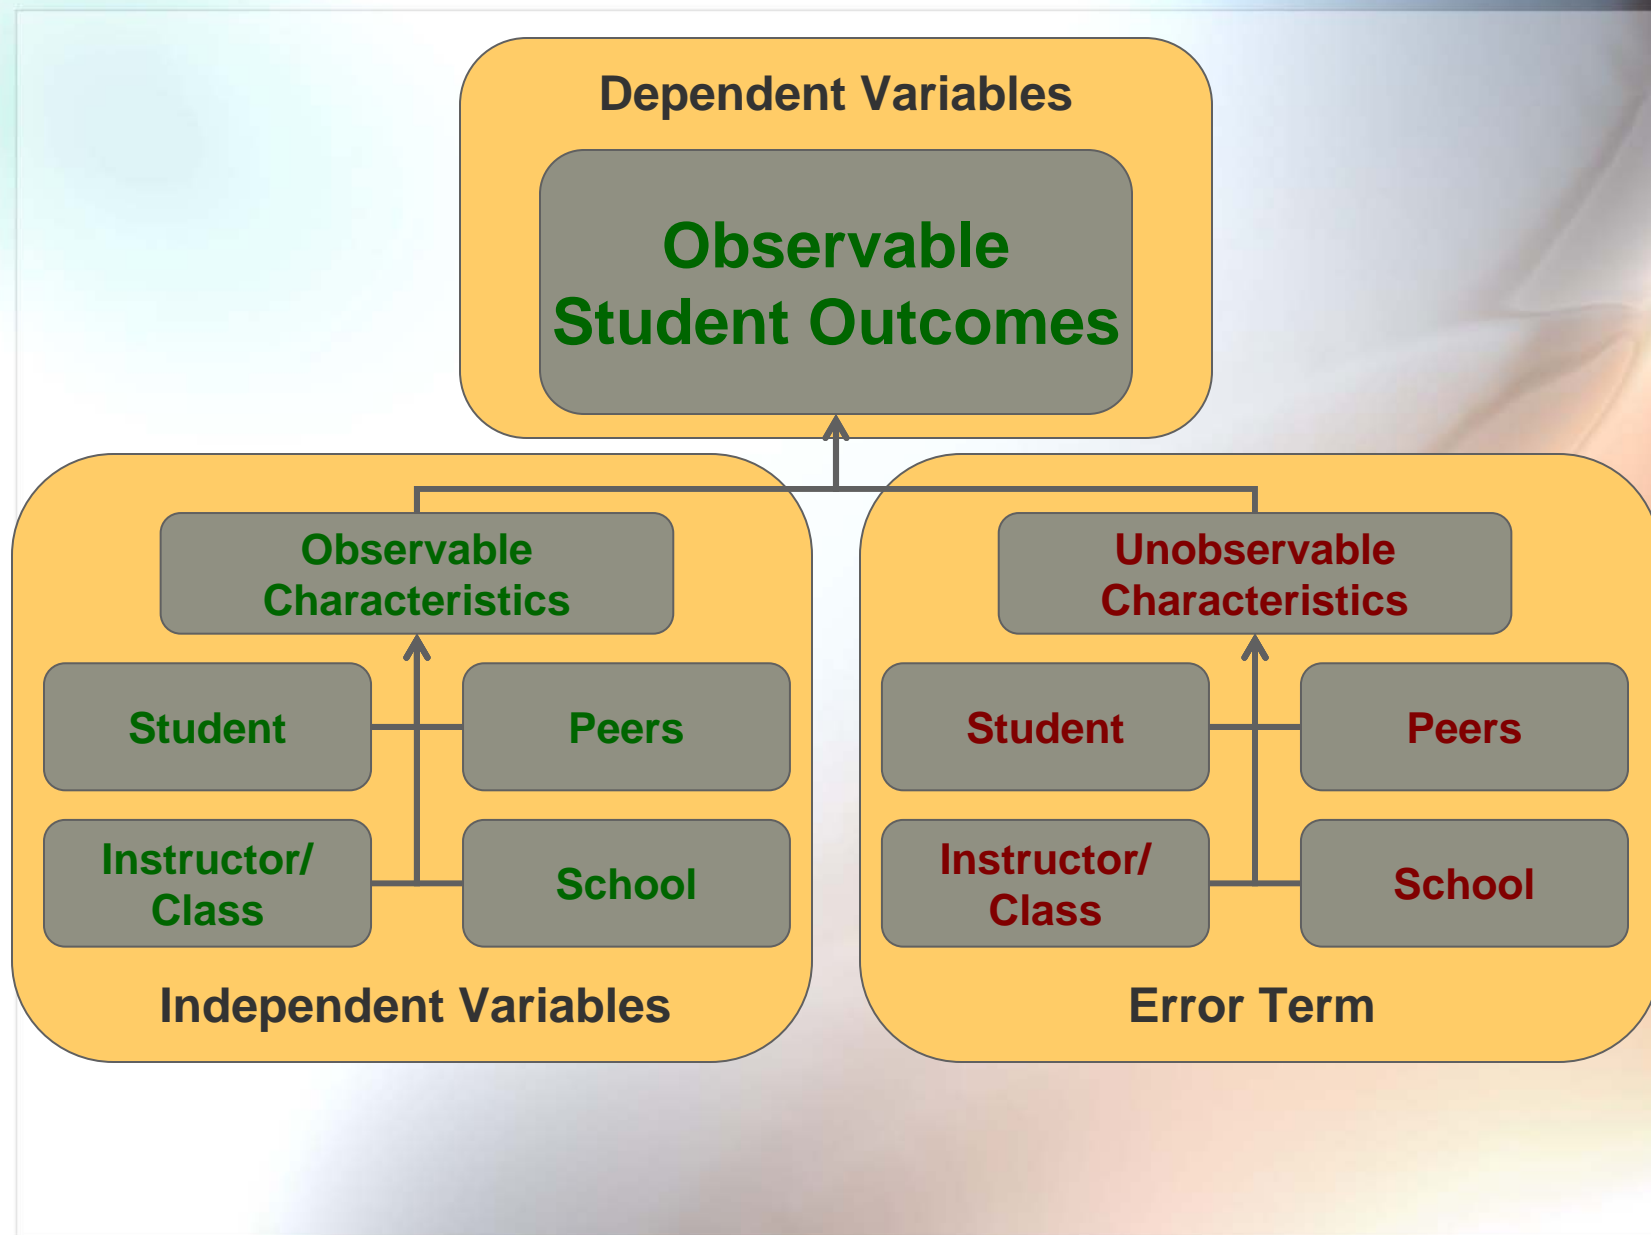 Dependent Variables
Observable
Student Outcomes
Observable
Characteristics
Student
Peers
Instructor/
Class
School
Independent Variables
Unobservable
Characteristics
Student
Peers
Instructor/
Class
School
Error Term